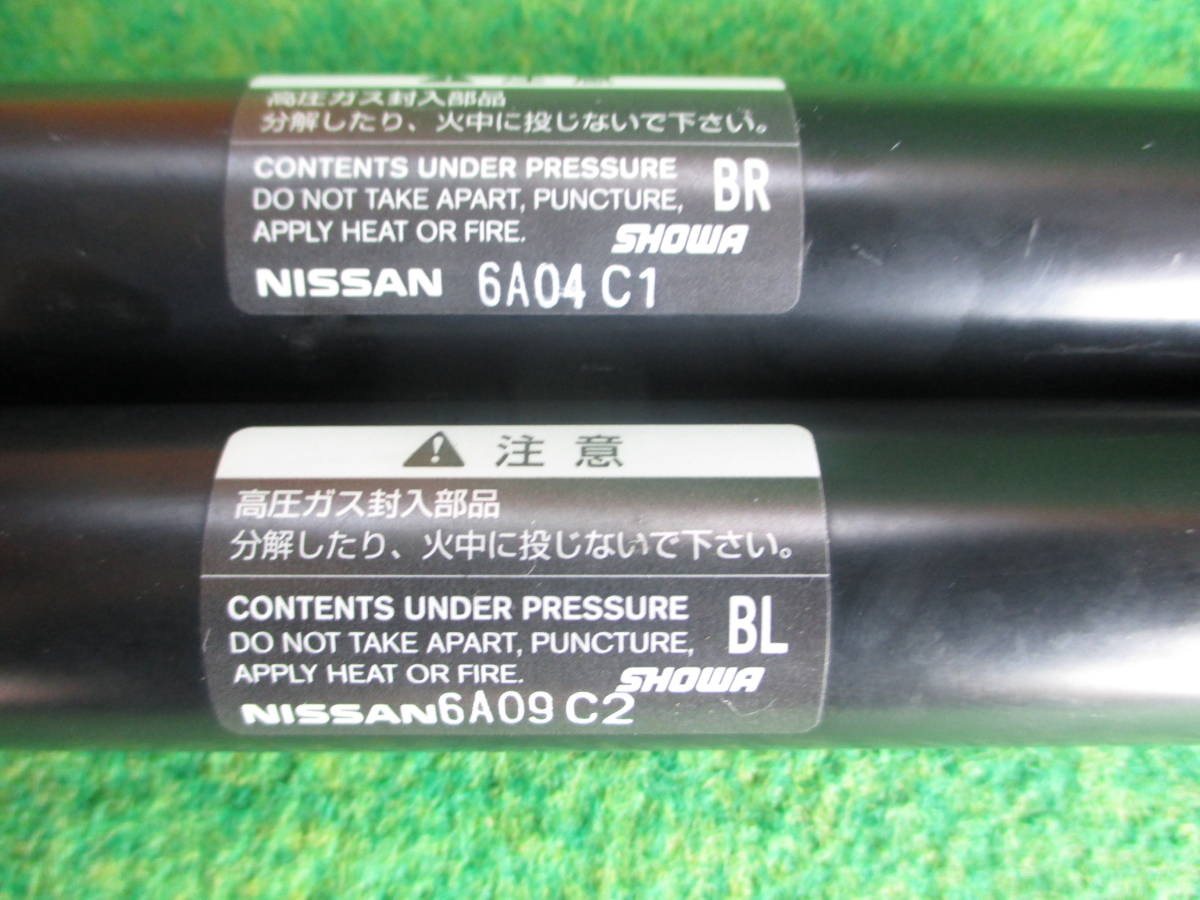 注意
高圧ガス封入部品
分解したり、火中に投じないで下さい。
CONTENTS UNDER PRESSURE
DO NOT TAKE APART, PUNCTURE,
APPLY HEAT OR FIRE.
BR
SHOWA
NISSAN 6A04 C1
注意
高圧ガス封入部品
分解したり、火中に投じないで下さい。
CONTENTS UNDER PRESSURE
DO NOT TAKE APART, PUNCTURE,
APPLY HEAT OR FIRE.
BL
SHOWA
NISSAN 6A09 C2